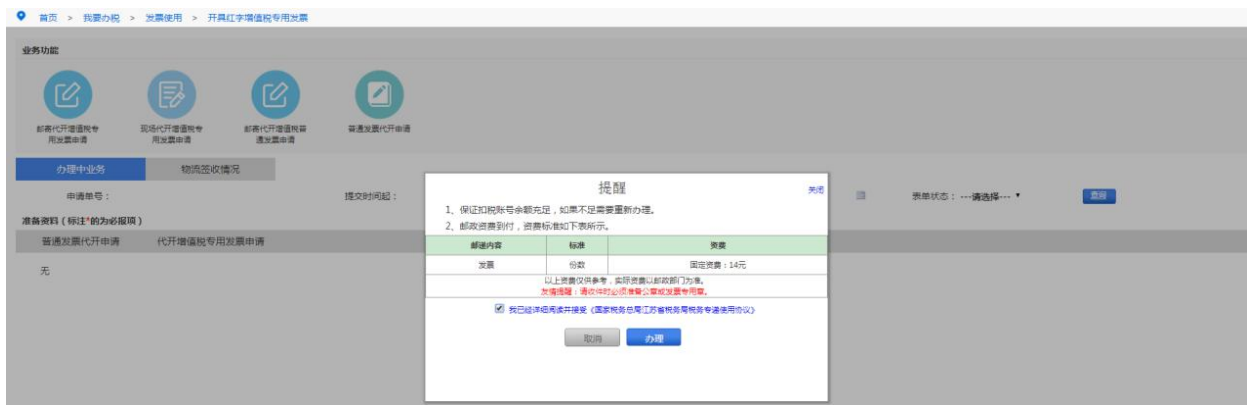 首页 > 我要办税 > 发票使用 > 开具红字增值税专用发票
业务功能
邮寄代开增值税专
用发票申请
现场代开增值税专
用发票申请
邮寄代开增值税普
通发票申请
普通发票代开申请
办理中业务 物流签收情况
申请单号： 提交时间起： 表单状态：---请选择--- 查询
准备资料（标注*的为必报项）
普通发票代开申请 代开增值税专用发票申请
无
提醒 关闭
1、保证扣税账号余额充足，如果不足需要重新办理。
2、邮政资费到付，资费标准如下表所示。
邮递内容 标准 资费
发票 份数 固定资费：14元
以上资费仅供参考，实际资费以邮政部门为准。
友情提醒：请收件时必须准备公章或发票专用章。
我已经详细阅读并接受《国家税务总局江苏省税务局税务专递使用协议》
取消 办理